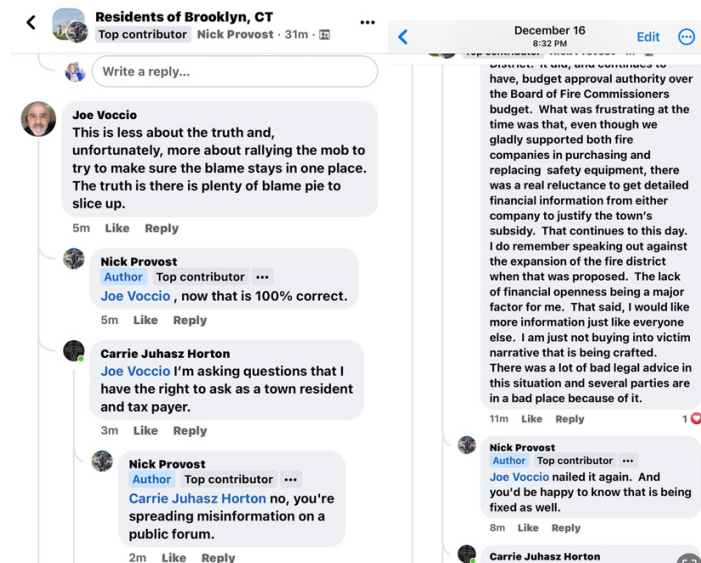 Residents of Brooklyn, CT
Top contributor Nick Provost · 31m ·
Write a reply...
Joe Voccio
This is less about the truth and,
unfortunately, more about rallying the mob to
try to make sure the blame stays in one place.
The truth is there is plenty of blame pie to
slice up.
5m Like Reply
Nick Provost
Author Top contributor ...
Joe Voccio , now that is 100% correct.
5m Like Reply
Carrie Juhasz Horton
Joe Voccio I'm asking questions that I
have the right to ask as a town resident
and tax payer.
3m Like Reply
Nick Provost
Author Top contributor ...
Carrie Juhasz Horton no, you're
spreading misinformation on a
public forum.
2m Like Reply
December 16
8:32 PM
Edit
District. It did, and continues to
have, budget approval authority over
the Board of Fire Commissioners
budget. What was frustrating at the
time was that, even though we
gladly supported both fire
companies in purchasing and
replacing safety equipment, there
was a real reluctance to get detailed
financial information from either
company to justify the town's
subsidy. That continues to this day.
I do remember speaking out against
the expansion of the fire district
when that was proposed. The lack
of financial openness being a major
factor for me. That said, I would like
more information just like everyone
else. I am just not buying into victim
narrative that is being crafted.
There was a lot of bad legal advice in
this situation and several parties are
in a bad place because of it.
11m Like Reply 1
Nick Provost
Author Top contributor ...
Joe Voccio nailed it again. And
you'd be happy to know that is being
fixed as well.
8m Like Reply
Carrie Juhasz Horton